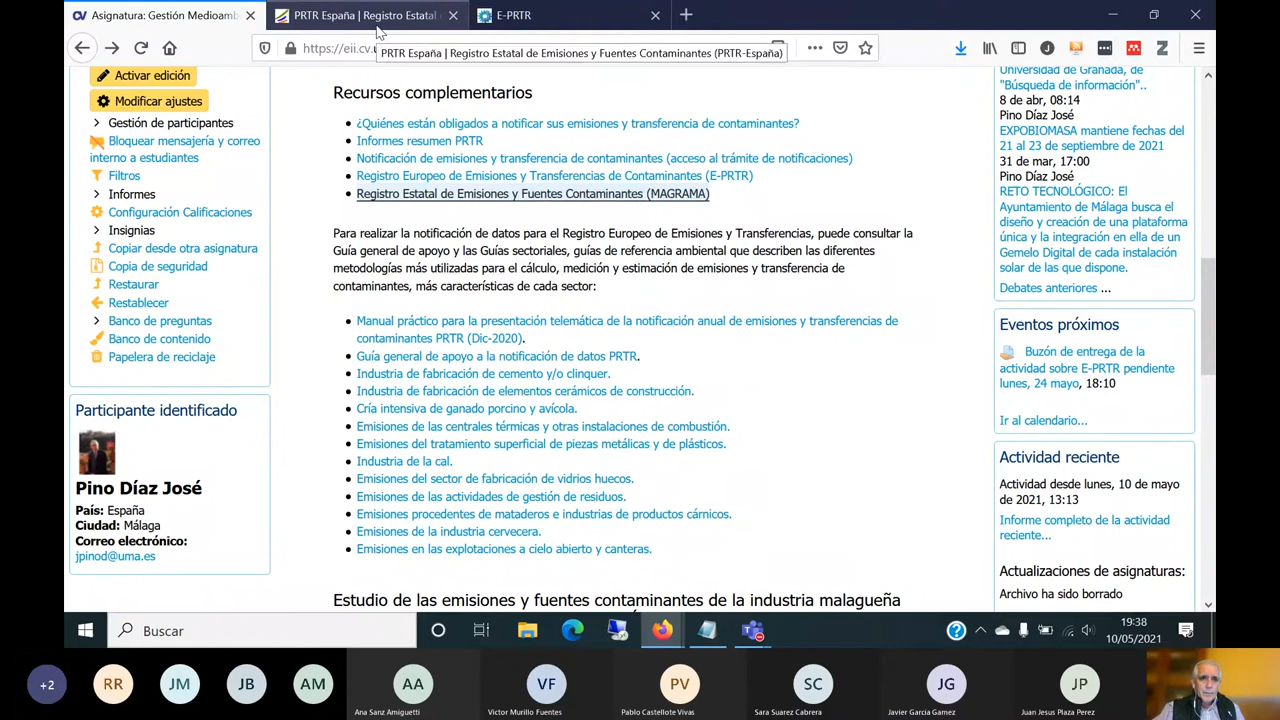 Asignatura: Gestión Medioamb
PRTR España | Registro Estatal
E-PRTR
https://eii.cv.
PRTR España | Registro Estatal de Emisiones y Fuentes Contaminantes (PRTR-España)
Activar edición
Modificar ajustes
Gestión de participantes
Bloquear mensajería y correo
interno a estudiantes
Filtros
Informes
Configuración Calificaciones
Insignias
Copiar desde otra asignatura
Copia de seguridad
Restaurar
Restablecer
Banco de preguntas
Banco de contenido
Papelera de reciclaje
Participante identificado
Pino Díaz José
País: España
Ciudad: Málaga
Correo electrónico:
jpinod@uma.es
Recursos complementarios
¿Quiénes están obligados a notificar sus emisiones y transferencia de contaminantes?
Informes resumen PRTR
Notificación de emisiones y transferencia de contaminantes (acceso al trámite de notificaciones)
Registro Europeo de Emisiones y Transferencias de Contaminantes (E-PRTR)
Registro Estatal de Emisiones y Fuentes Contaminantes (MAGRAMA)
Para realizar la notificación de datos para el Registro Europeo de Emisiones y Transferencias, puede consultar la
Guía general de apoyo y las Guías sectoriales, guías de referencia ambiental que describen las diferentes
metodologías más utilizadas para el cálculo, medición y estimación de emisiones y transferencia de
contaminantes, más características de cada sector:
Manual práctico para la presentación telemática de la notificación anual de emisiones y transferencias de
contaminantes PRTR (Dic-2020).
Guía general de apoyo a la notificación de datos PRTR.
Industria de fabricación de cemento y/o clinquer.
Industria de fabricación de elementos cerámicos de construcción.
Cría intensiva de ganado porcino y avícola.
Emisiones de las centrales térmicas y otras instalaciones de combustión.
Emisiones del tratamiento superficial de piezas metálicas y de plásticos.
Industria de la cal.
Emisiones del sector de fabricación de vidrios huecos.
Emisiones de las actividades de gestión de residuos.
Emisiones procedentes de mataderos e industrias de productos cárnicos.
Emisiones de la industria cervecera.
Emisiones en las explotaciones a cielo abierto y canteras.
Estudio de las emisiones y fuentes contaminantes de la industria malagueña
Universidad de Granada, de
"Búsqueda de información"..
8 de abr, 08:14
Pino Díaz José
EXPOBIOMASA mantiene fechas del
21 al 23 de septiembre de 2021
31 de mar, 17:00
Pino Díaz José
RETO TECNOLÓGICO: El
Ayuntamiento de Málaga busca el
diseño y creación de una plataforma
única y la integración en ella de un
Gemelo Digital de cada instalación
solar de las que dispone.
Debates anteriores ...
Eventos próximos
Buzón de entrega de la
actividad sobre E-PRTR pendiente
lunes, 24 mayo, 18:10
Ir al calendario...
Actividad reciente
Actividad desde lunes, 10 de mayo
de 2021, 13:13
Informe completo de la actividad
reciente...
Actualizaciones de asignaturas:
Archivo ha sido borrado
Buscar
19:38
10/05/2021
+2
RR
JM
JB
AM
AA
VF
PV
SC
JG
JP
Ana Sanz Amiguetti
Victor Murillo Fuentes
Pablo Castellote Vivas
Sara Suarez Cabrera
Javier García Gamez
Juan Jesus Plaza Perez